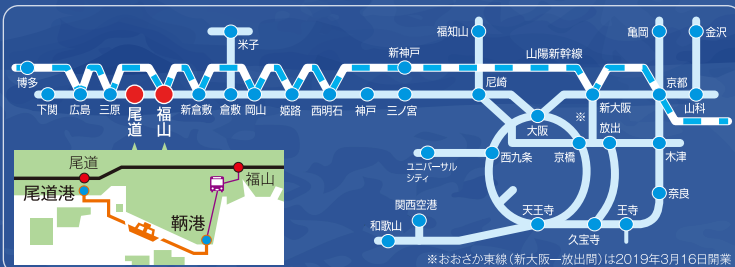 福知山
亀岡
金沢
米子
新神戸
山陽新幹線
博多
尼崎
京都
下関
広島
三原
尾道
福山
新倉敷
倉敷
岡山
姫路
西明石
神戸
三ノ宮
新大阪
山科
※
大阪
放出
西九条
京橋
木津
ユニバーサル
シティ
奈良
関西空港
天王寺
王寺
和歌山
久宝寺
尾道
福山
尾道港
鞆港
※おおさか東線（新大阪ー放出間）は2019年3月16日開業